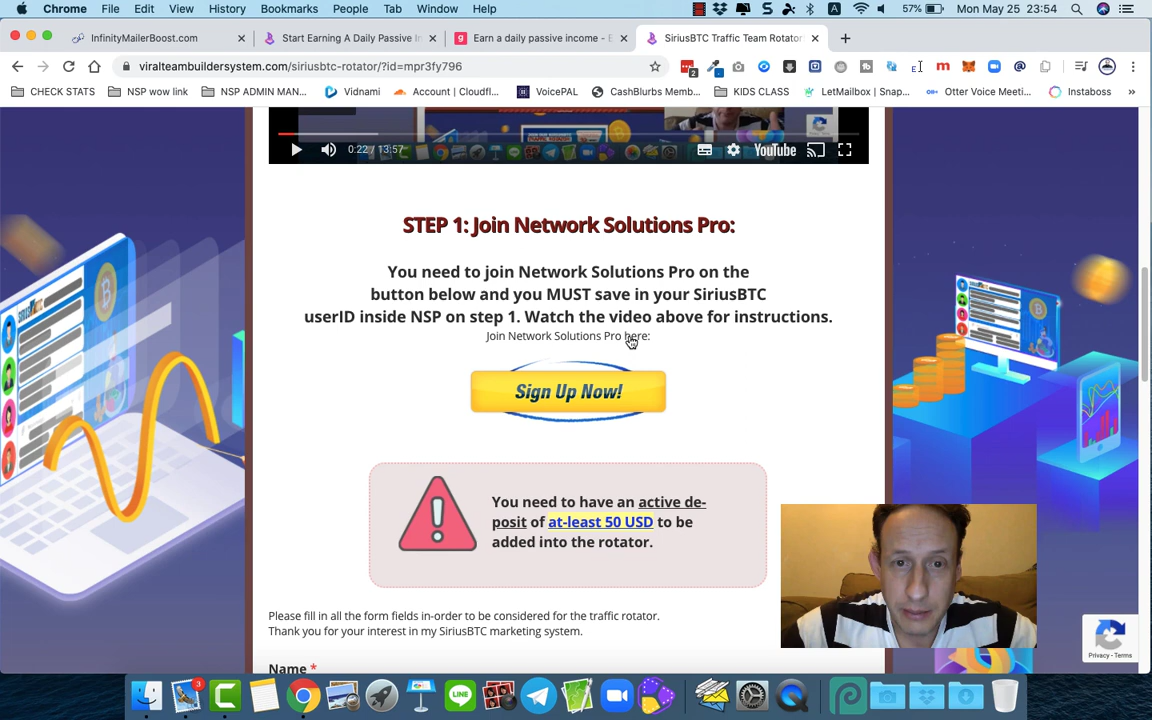 Chrome File Edit View History Bookmarks People Tab Window Help
57% Mon May 25 23:54
InfinityMailerBoost.com
Start Earning A Daily Passive In
Earn a daily passive income - E
SiriusBTC Traffic Team Rotator
viralteambuildersystem.com/siriusbtc-rotator/?id=mpr3fy796
CHECK STATS
NSP wow link
NSP ADMIN MAN...
Vidnami
Account | Cloudfl...
VoicePAL
CashBlurbs Memb...
KIDS CLASS
LetMailbox | Snap...
Otter Voice Meeti...
Instaboss
0:22 / 13:57
YouTube
STEP 1: Join Network Solutions Pro:
You need to join Network Solutions Pro on the
button below and you MUST save in your SiriusBTC
userID inside NSP on step 1. Watch the video above for instructions.
Join Network Solutions Pro here:
Sign Up Now!
You need to have an active de-
posit of at-least 50 USD to be
added into the rotator.
Please fill in all the form fields in-order to be considered for the traffic rotator.
Thank you for your interest in my SiriusBTC marketing system.
Name *
Privacy - Terms
LINE